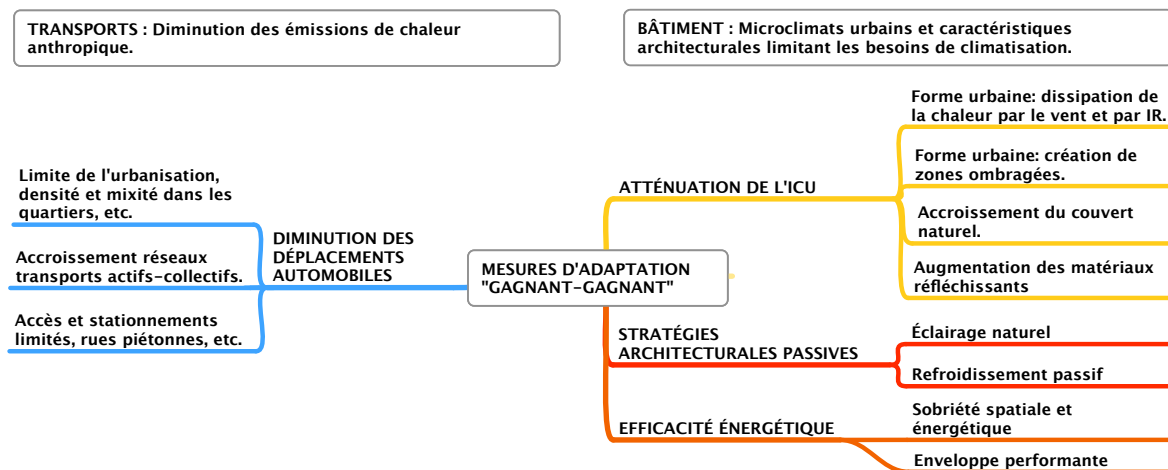 TRANSPORTS : Diminution des émissions de chaleur
anthropique.
BÂTIMENT : Microclimats urbains et caractéristiques
architecturales limitant les besoins de climatisation.
Limite de l'urbanisation,
densité et mixité dans les
quartiers, etc.
Accroissement réseaux
transports actifs-collectifs.
Accès et stationnements
limités, rues piétonnes, etc.
DIMINUTION DES
DÉPLACEMENTS
AUTOMOBILES
MESURES D'ADAPTATION
"GAGNANT-GAGNANT"
ATTÉNUATION DE L'ICU
Forme urbaine: dissipation de
la chaleur par le vent et par IR.
Forme urbaine: création de
zones ombragées.
Accroissement du couvert
naturel.
Augmentation des matériaux
réfléchissants
STRATÉGIES
ARCHITECTURALES PASSIVES
Éclairage naturel
Refroidissement passif
EFFICACITÉ ÉNERGÉTIQUE
Sobriété spatiale et
énergétique
Enveloppe performante